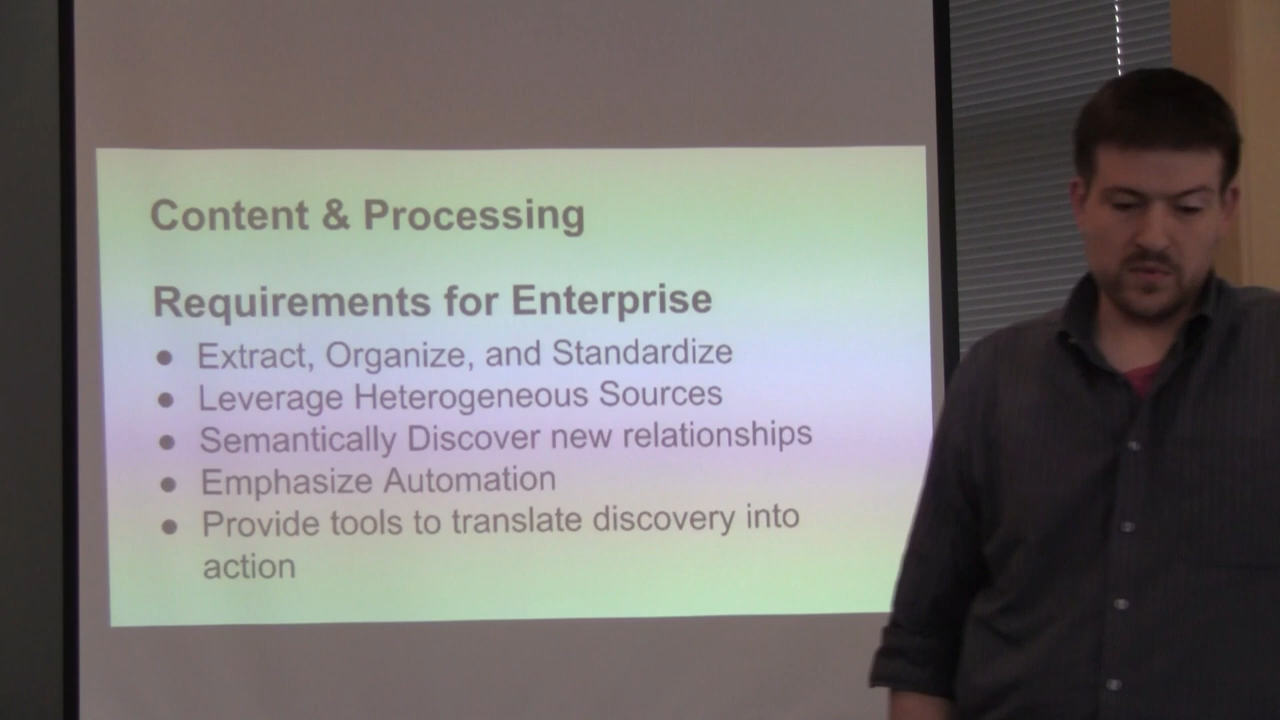 Content & Processing
Requirements for Enterprise
● Extract, Organize, and Standardize
● Leverage Heterogeneous Sources
● Semantically Discover new relationships
● Emphasize Automation
● Provide tools to translate discovery into
action